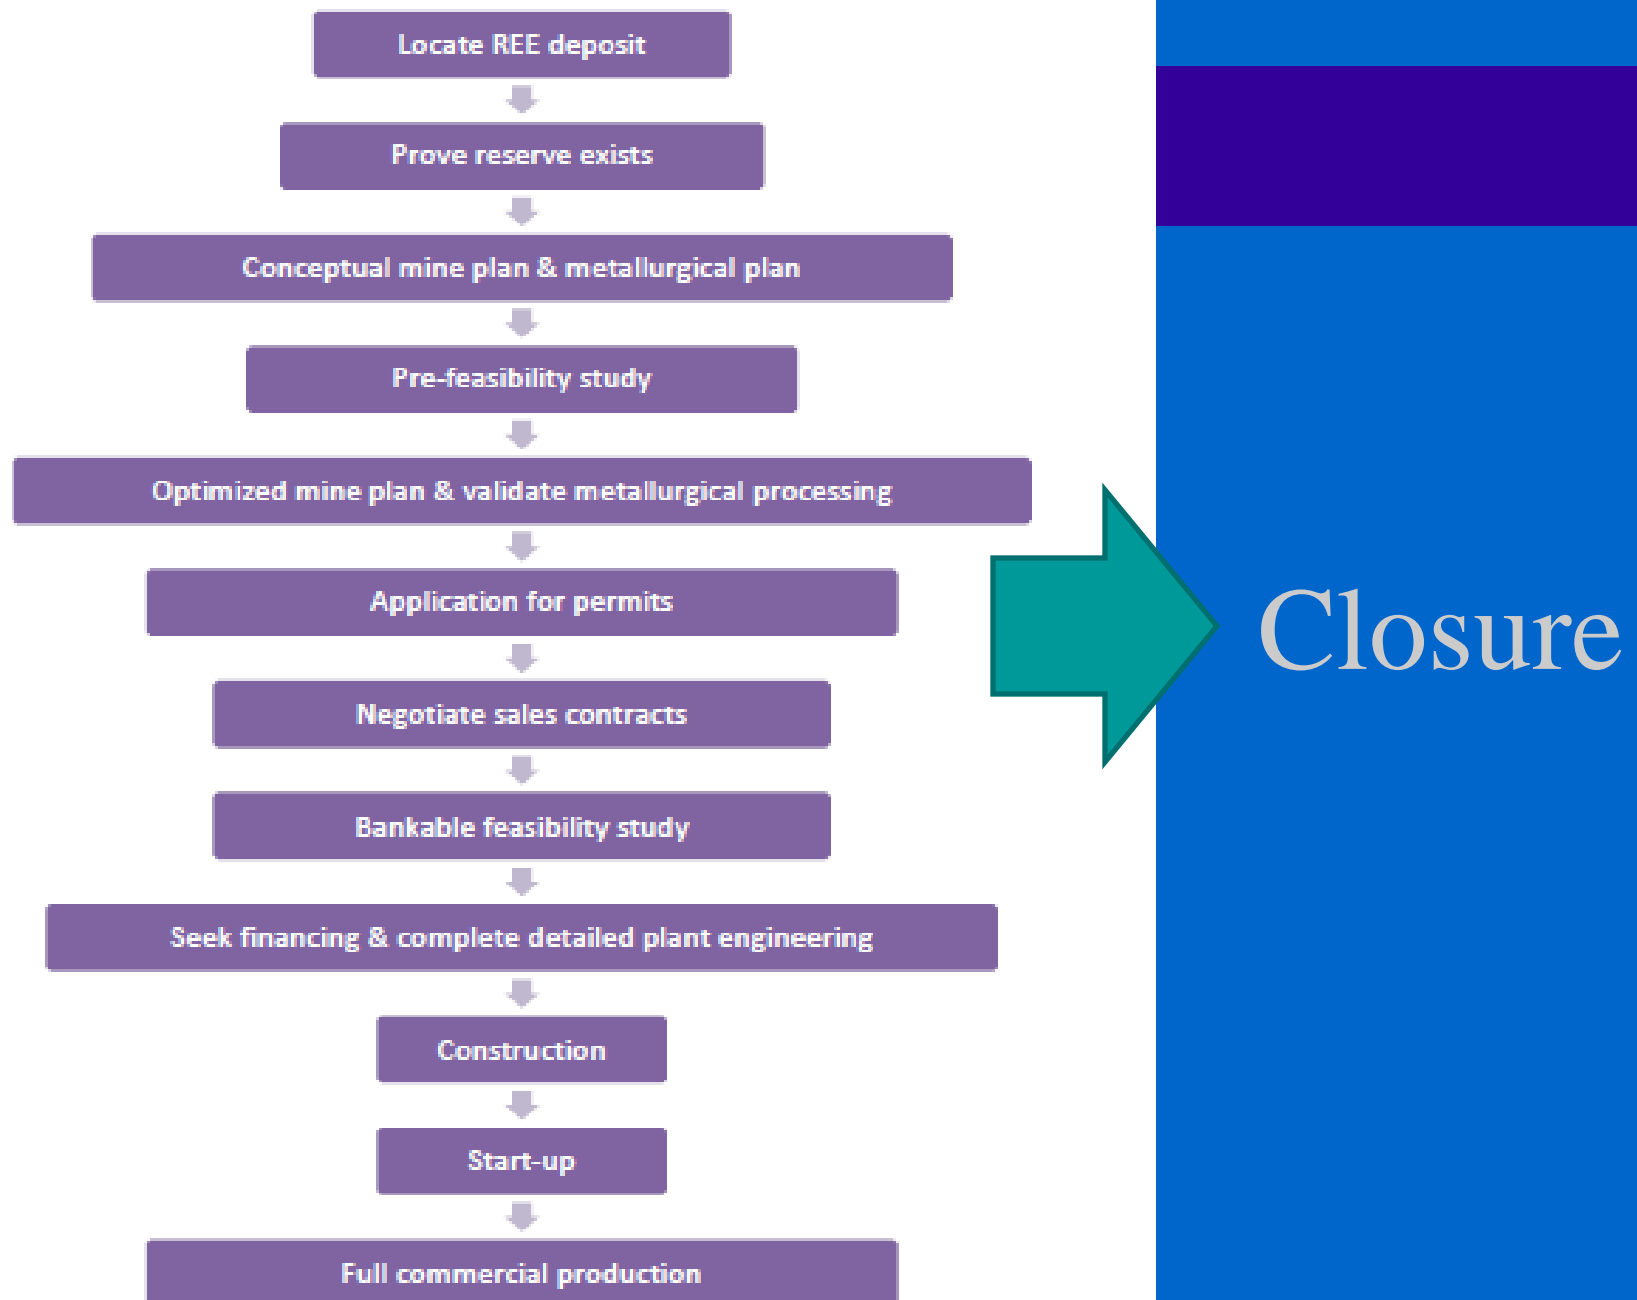 Locate REE deposit
Prove reserve exists
Conceptual mine plan & metallurgical plan
Pre-feasibility study
Optimized mine plan & validate metallurgical processing
Application for permits
Negotiate sales contracts
Bankable feasibility study
Seek financing & complete detailed plant engineering
Construction
Start-up
Full commercial production
Closure